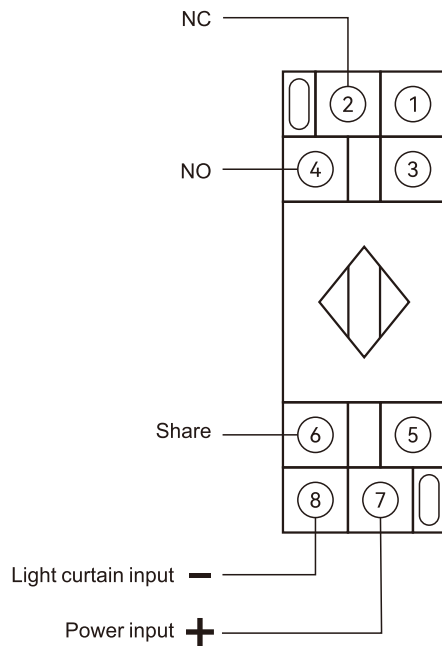 NC
2 1
NO 4 3
Share 6 5
8 7
Light curtain input −
Power input +